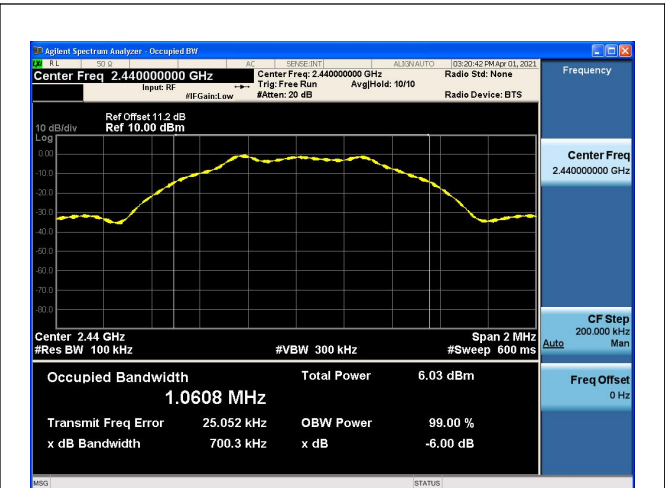 Agilent Spectrum Analyzer - Occupied BW
RL 50 Ω AC SENSE:INT ALIGN AUTO 03:20:42 PM Apr 01, 2021
Center Freq 2.440000000 GHz Center Freq: 2.440000000 GHz Radio Std: None
Input: RF Trig: Free Run Avg|Hold: 10/10
#IFGain:Low #Atten: 20 dB Radio Device: BTS
Frequency
Ref Offset 11.2 dB
10 dB/div Ref 10.00 dBm
Log
0.00
-10.0
-20.0
-30.0
-40.0
-50.0
-60.0
-70.0
-80.0
Center Freq
2.440000000 GHz
Center 2.44 GHz Span 2 MHz
#Res BW 100 kHz #VBW 300 kHz #Sweep 600 ms
CF Step
200.000 kHz
Auto Man
Occupied Bandwidth Total Power 6.03 dBm
1.0608 MHz
Transmit Freq Error 25.052 kHz OBW Power 99.00 %
x dB Bandwidth 700.3 kHz x dB -6.00 dB
Freq Offset
0 Hz
MSG STATUS